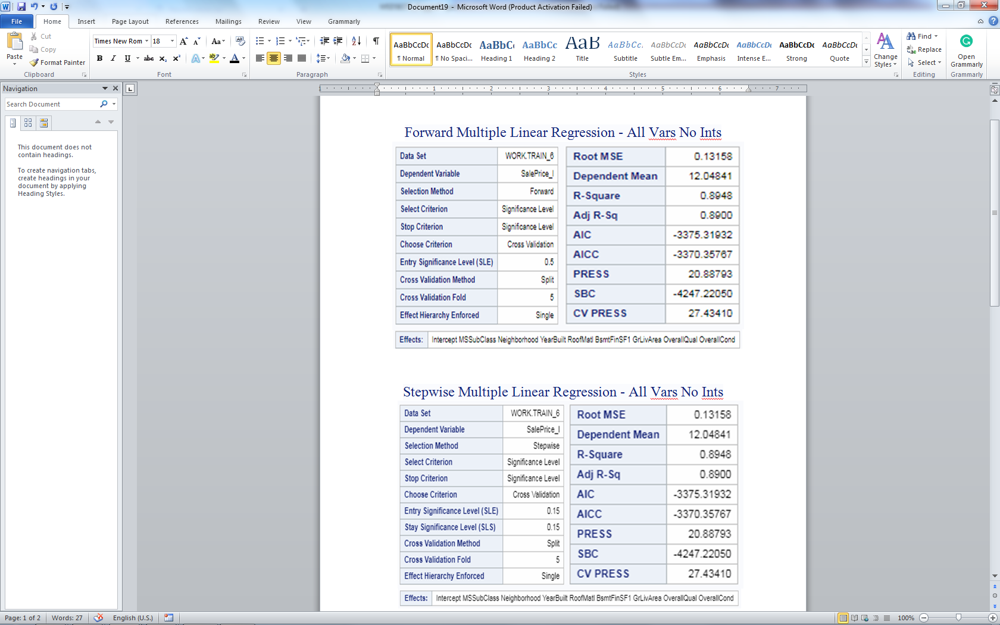 Document19 - Microsoft Word (Product Activation Failed)
File Home Insert Page Layout References Mailings Review View Grammarly
Paste
Cut
Copy
Format Painter
Clipboard
Times New Rom 18
Font
Paragraph
AaBbCcDc AaBbCcDc AaBbC AaBbCc AaB AaBbCc. AaBbCcDc AaBbCcDc AaBbCcDc AaBbCcDc AaBbCcDc
¶ Normal ¶ No Spaci... Heading 1 Heading 2 Title Subtitle Subtle Em... Emphasis Intense E... Strong Quote
Styles
Change Styles
Find
Replace
Select
Editing
Open Grammarly
Grammarly
Navigation
Search Document
This document does not
contain headings.
To create navigation tabs,
create headings in your
document by applying
Heading Styles.
1 1 2 3 4 5 6 7
Forward Multiple Linear Regression - All Vars No Ints
Data Set WORK.TRAIN_6
Dependent Variable SalePrice_l
Selection Method Forward
Select Criterion Significance Level
Stop Criterion Significance Level
Choose Criterion Cross Validation
Entry Significance Level (SLE) 0.5
Cross Validation Method Split
Cross Validation Fold 5
Effect Hierarchy Enforced Single
Root MSE 0.13158
Dependent Mean 12.04841
R-Square 0.8948
Adj R-Sq 0.8900
AIC -3375.31932
AICC -3370.35767
PRESS 20.88793
SBC -4247.22050
CV PRESS 27.43410
Effects: Intercept MSSubClass Neighborhood YearBuilt RoofMatl BsmtFinSF1 GrLivArea OverallQual OverallCond
Stepwise Multiple Linear Regression - All Vars No Ints
Data Set WORK.TRAIN_6
Dependent Variable SalePrice_l
Selection Method Stepwise
Select Criterion Significance Level
Stop Criterion Significance Level
Choose Criterion Cross Validation
Entry Significance Level (SLE) 0.15
Stay Significance Level (SLS) 0.15
Cross Validation Method Split
Cross Validation Fold 5
Effect Hierarchy Enforced Single
Root MSE 0.13158
Dependent Mean 12.04841
R-Square 0.8948
Adj R-Sq 0.8900
AIC -3375.31932
AICC -3370.35767
PRESS 20.88793
SBC -4247.22050
CV PRESS 27.43410
Effects: Intercept MSSubClass Neighborhood YearBuilt RoofMatl BsmtFinSF1 GrLivArea OverallQual OverallCond
Page: 1 of 2 Words: 27 English (U.S.) 100%